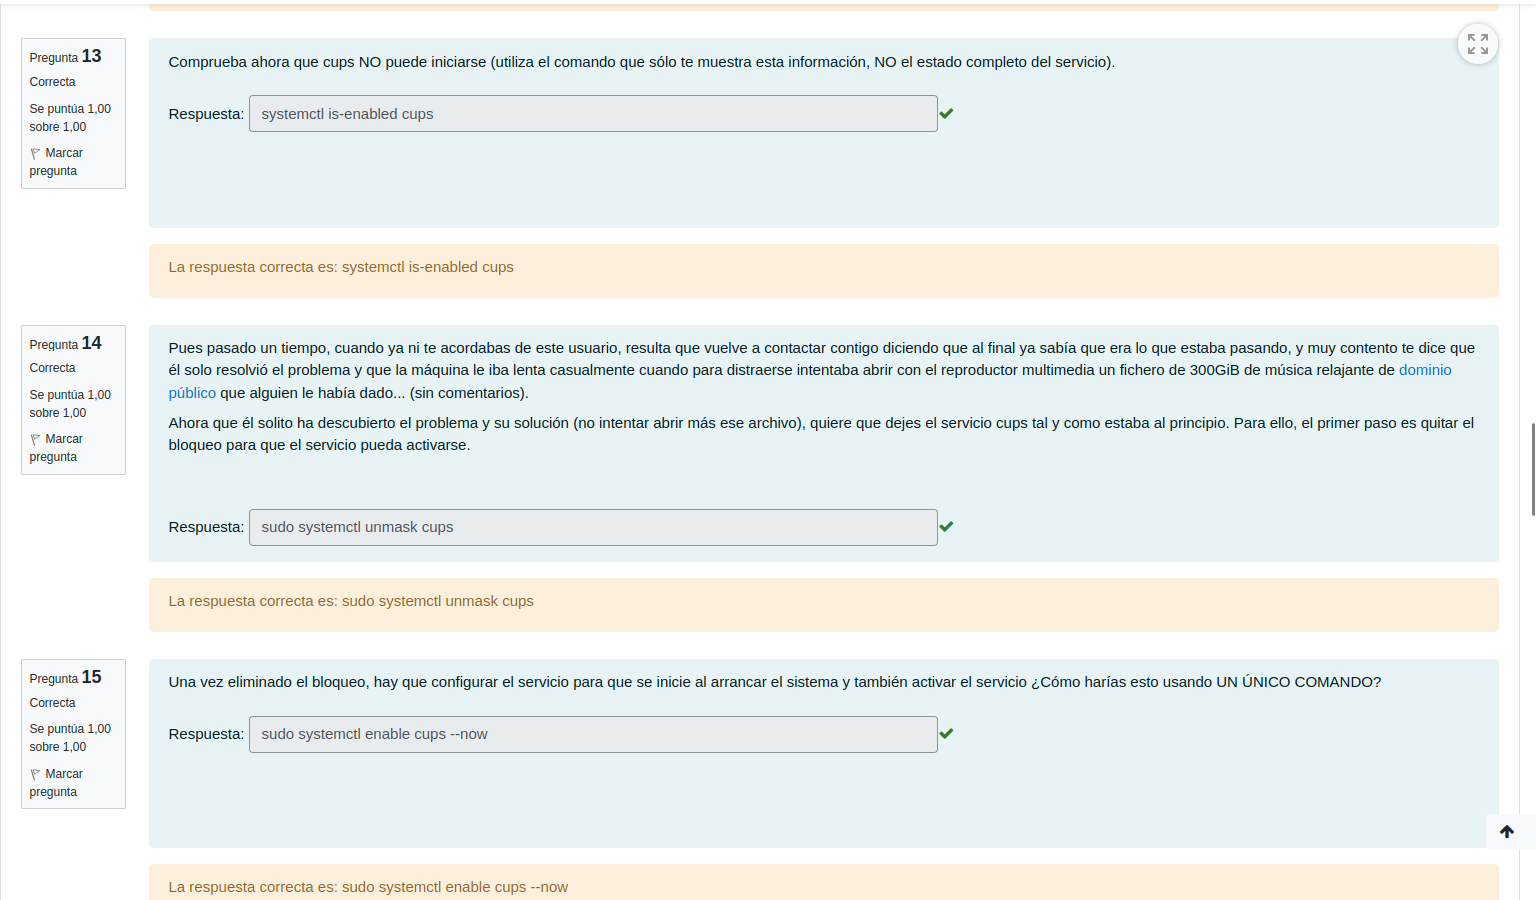 Pregunta 13
Correcta
Se puntúa 1,00
sobre 1,00
Marcar
pregunta
Comprueba ahora que cups NO puede iniciarse (utiliza el comando que sólo te muestra esta información, NO el estado completo del servicio).
Respuesta: systemctl is-enabled cups
La respuesta correcta es: systemctl is-enabled cups
Pregunta 14
Correcta
Se puntúa 1,00
sobre 1,00
Marcar
pregunta
Pues pasado un tiempo, cuando ya ni te acordabas de este usuario, resulta que vuelve a contactar contigo diciendo que al final ya sabía que era lo que estaba pasando, y muy contento te dice que
él solo resolvió el problema y que la máquina le iba lenta casualmente cuando para distraerse intentaba abrir con el reproductor multimedia un fichero de 300GiB de música relajante de dominio
público que alguien le había dado... (sin comentarios).
Ahora que él solito ha descubierto el problema y su solución (no intentar abrir más ese archivo), quiere que dejes el servicio cups tal y como estaba al principio. Para ello, el primer paso es quitar el
bloqueo para que el servicio pueda activarse.
Respuesta: sudo systemctl unmask cups
La respuesta correcta es: sudo systemctl unmask cups
Pregunta 15
Correcta
Se puntúa 1,00
sobre 1,00
Marcar
pregunta
Una vez eliminado el bloqueo, hay que configurar el servicio para que se inicie al arrancar el sistema y también activar el servicio ¿Cómo harías esto usando UN ÚNICO COMANDO?
Respuesta: sudo systemctl enable cups --now
La respuesta correcta es: sudo systemctl enable cups --now